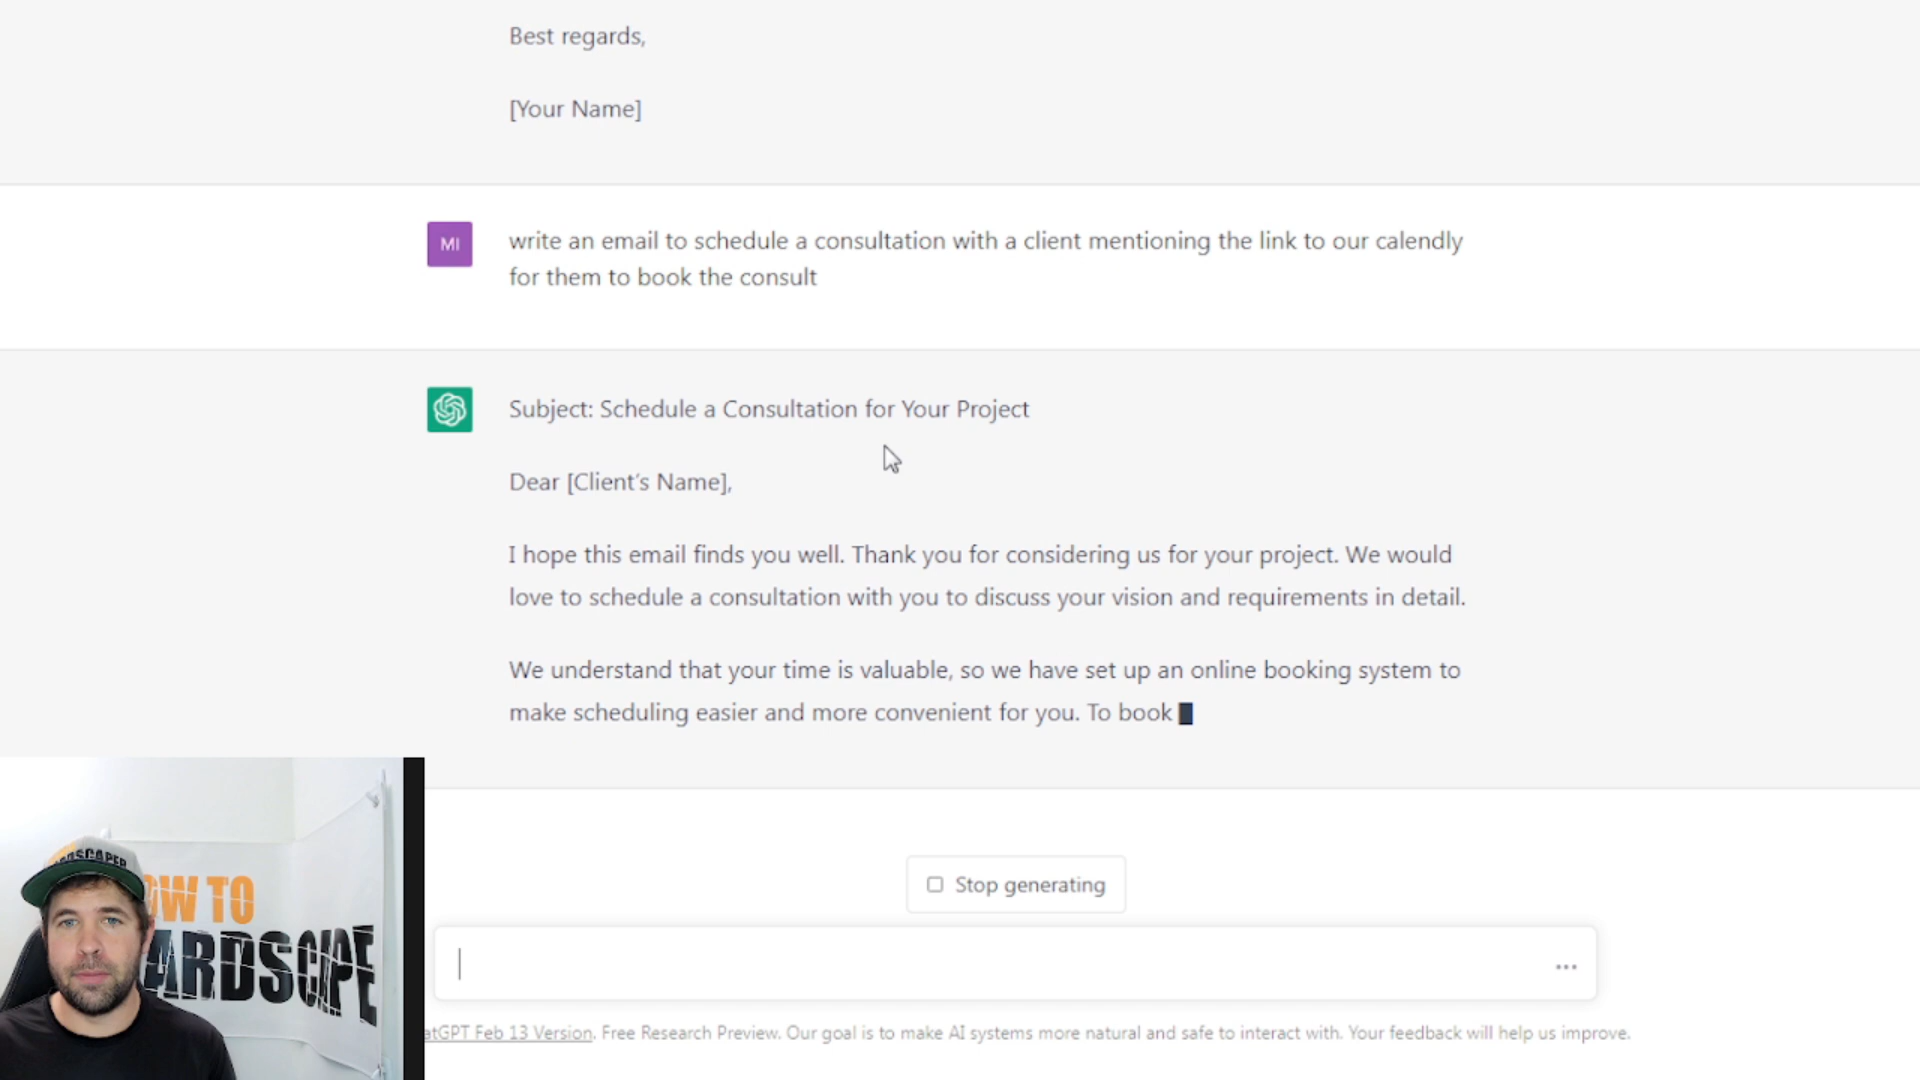 Best regards,
[Your Name]
MI
write an email to schedule a consultation with a client mentioning the link to our calendly
for them to book the consult
Subject: Schedule a Consultation for Your Project
Dear [Client's Name],
I hope this email finds you well. Thank you for considering us for your project. We would
love to schedule a consultation with you to discuss your vision and requirements in detail.
We understand that your time is valuable, so we have set up an online booking system to
make scheduling easier and more convenient for you. To book
Stop generating
atGPT Feb 13 Version. Free Research Preview. Our goal is to make AI systems more natural and safe to interact with. Your feedback will help us improve.
ARDSCAPER
OW TO
ARDSCAPE